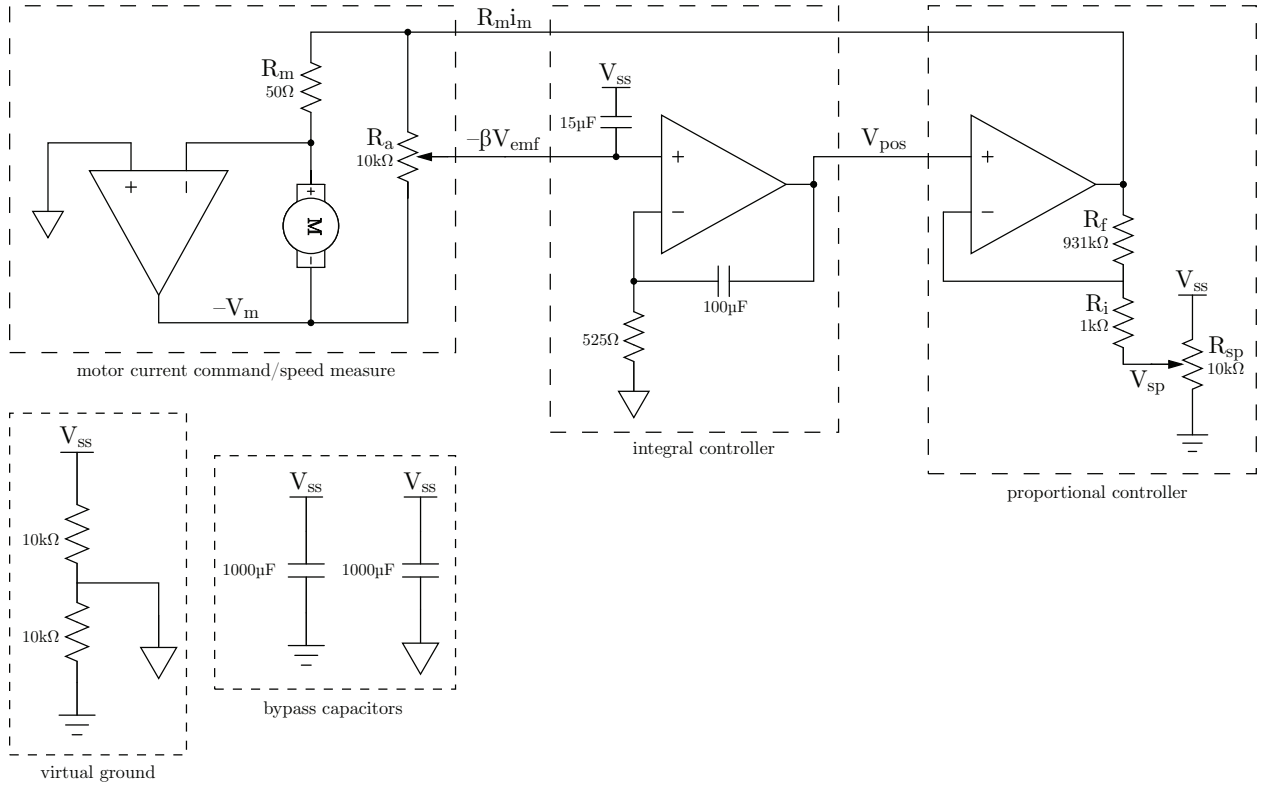 Rmim
Rm
50Ω
Ra
10kΩ
–βVemf
+
–
+
M
–
–Vm
motor current command/speed measure
Vss
15µF
+
–
100µF
525Ω
integral controller
Vpos
+
–
Rf
931kΩ
Ri
1kΩ
Vsp
Vss
Rsp
10kΩ
proportional controller
Vss
10kΩ
10kΩ
virtual ground
Vss
1000µF
Vss
1000µF
bypass capacitors